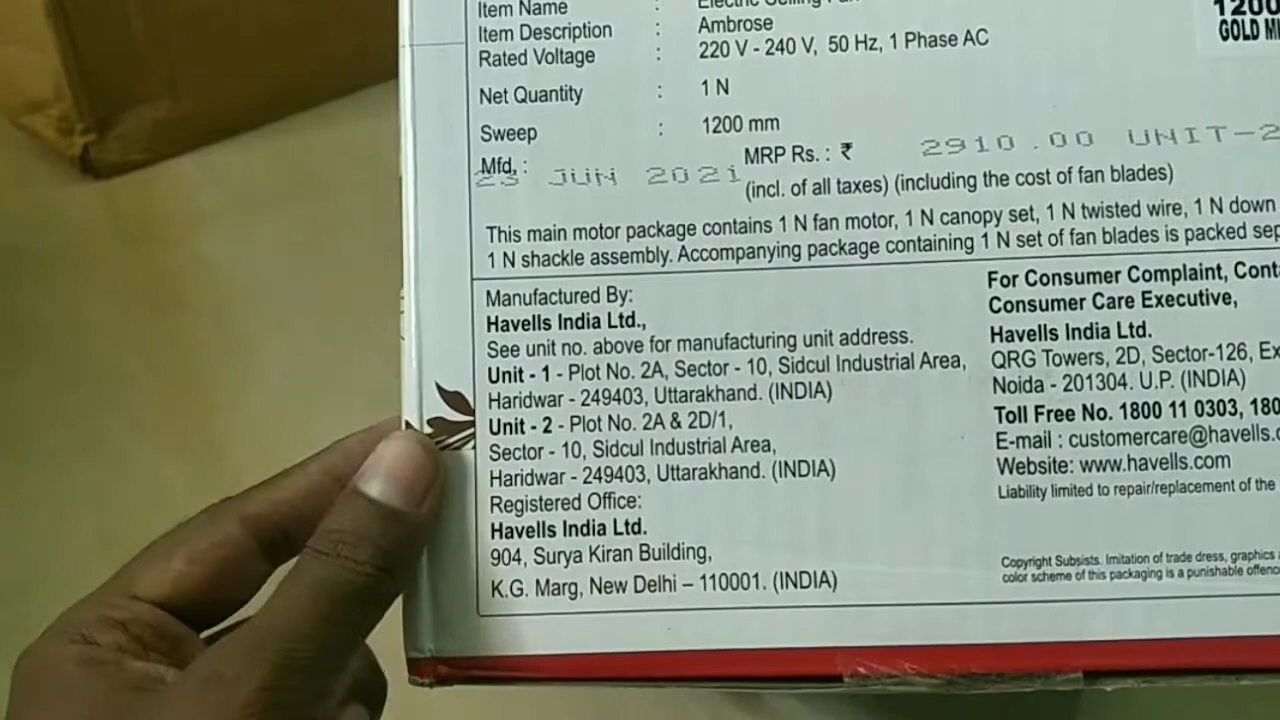 Item Name : Electric Ceiling Fan
Item Description : Ambrose
Rated Voltage : 220 V - 240 V, 50 Hz, 1 Phase AC
Net Quantity : 1 N
Sweep : 1200 mm
Mfd. : 23 JUN 2021 MRP Rs. : ₹ 2910.00 UNIT-2
(incl. of all taxes) (including the cost of fan blades)
This main motor package contains 1 N fan motor, 1 N canopy set, 1 N twisted wire, 1 N down
1 N shackle assembly. Accompanying package containing 1 N set of fan blades is packed sep
1200
GOLD MI
Manufactured By:
Havells India Ltd.,
See unit no. above for manufacturing unit address.
Unit - 1 - Plot No. 2A, Sector - 10, Sidcul Industrial Area,
Haridwar - 249403, Uttarakhand. (INDIA)
Unit - 2 - Plot No. 2A & 2D/1,
Sector - 10, Sidcul Industrial Area,
Haridwar - 249403, Uttarakhand. (INDIA)
Registered Office:
Havells India Ltd.
904, Surya Kiran Building,
K.G. Marg, New Delhi – 110001. (INDIA)
For Consumer Complaint, Conta
Consumer Care Executive,
Havells India Ltd.
QRG Towers, 2D, Sector-126, Ex
Noida - 201304. U.P. (INDIA)
Toll Free No. 1800 11 0303, 180
E-mail : customercare@havells.c
Website: www.havells.com
Liability limited to repair/replacement of the
Copyright Subsists. Imitation of trade dress, graphics
color scheme of this packaging is a punishable offenc